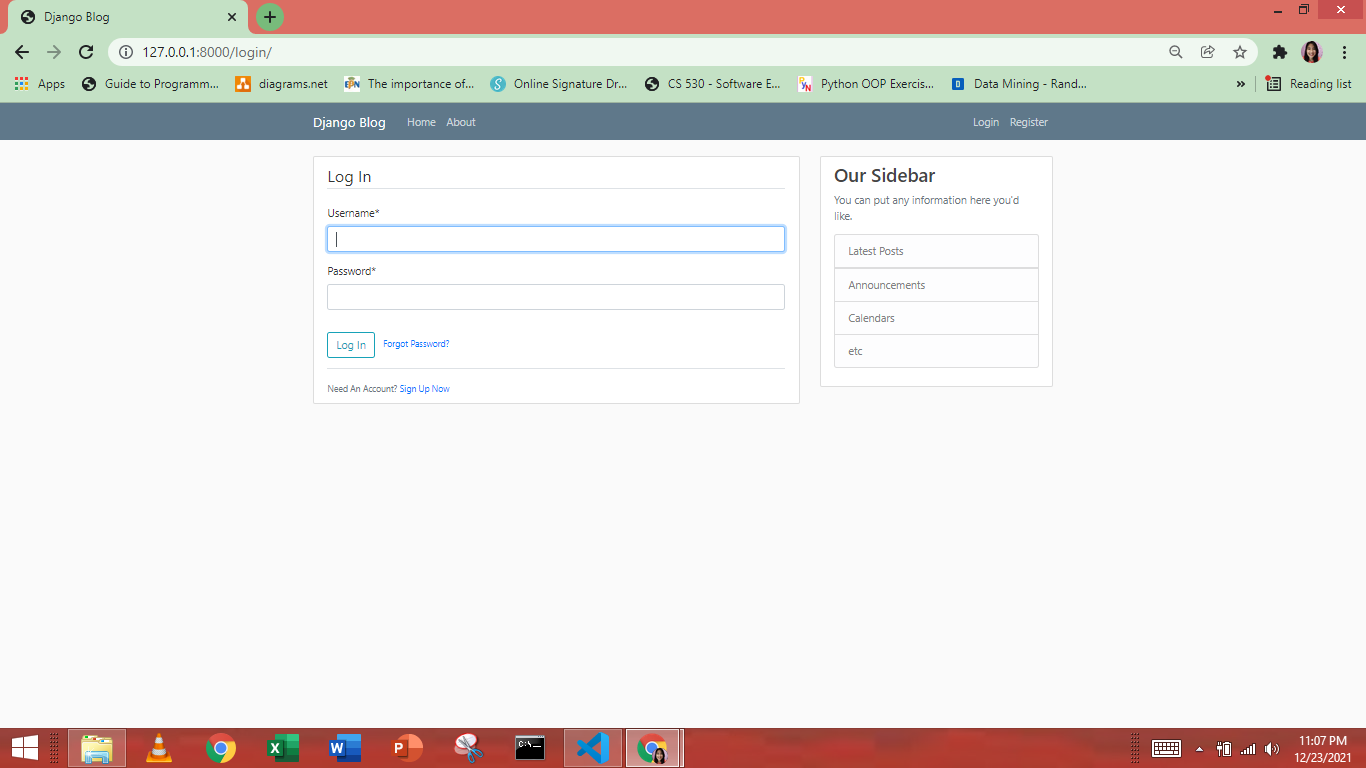 Django Blog
127.0.0.1:8000/login/
Apps Guide to Programm... diagrams.net The importance of... Online Signature Dr... CS 530 - Software E... Python OOP Exercis... Data Mining - Rand... » Reading list
Django Blog Home About Login Register
Log In
Username*
Password*
Log In Forgot Password?
Need An Account? Sign Up Now
Our Sidebar
You can put any information here you'd
like.
Latest Posts
Announcements
Calendars
etc
11:07 PM
12/23/2021